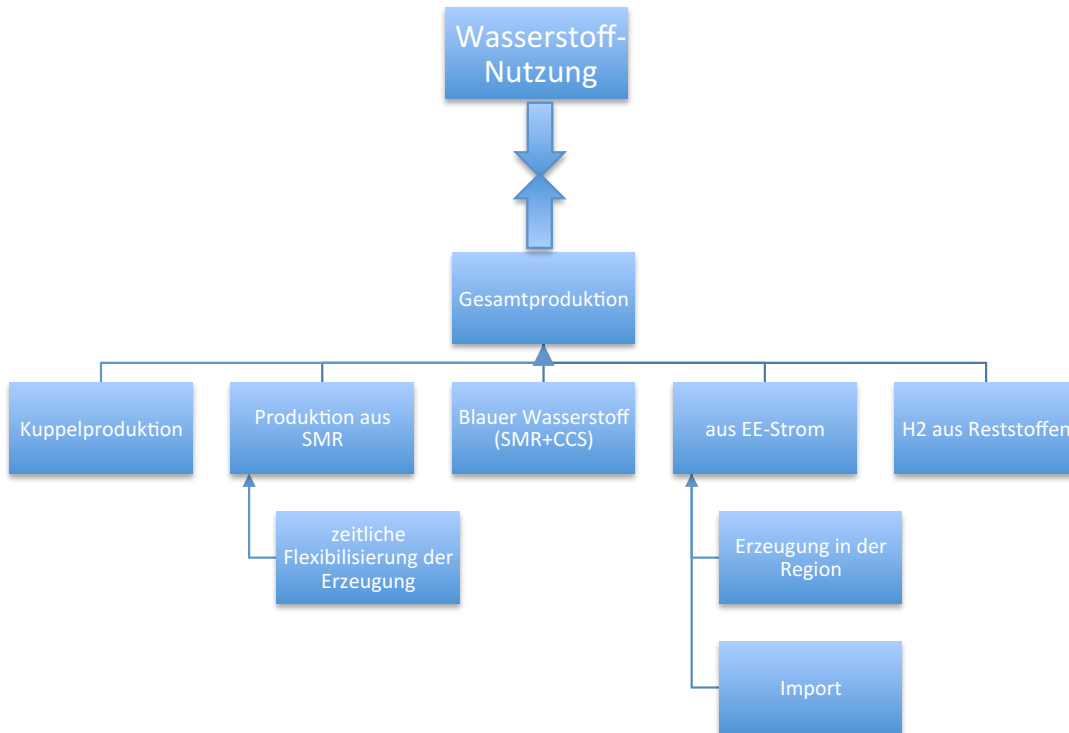 Wasserstoff-
Nutzung
Gesamtproduktion
Kuppelproduktion
Produktion aus
SMR
Blauer Wasserstoff
(SMR+CCS)
aus EE-Strom
H2 aus Reststoffen
zeitliche
Flexibilisierung der
Erzeugung
Erzeugung in der
Region
Import